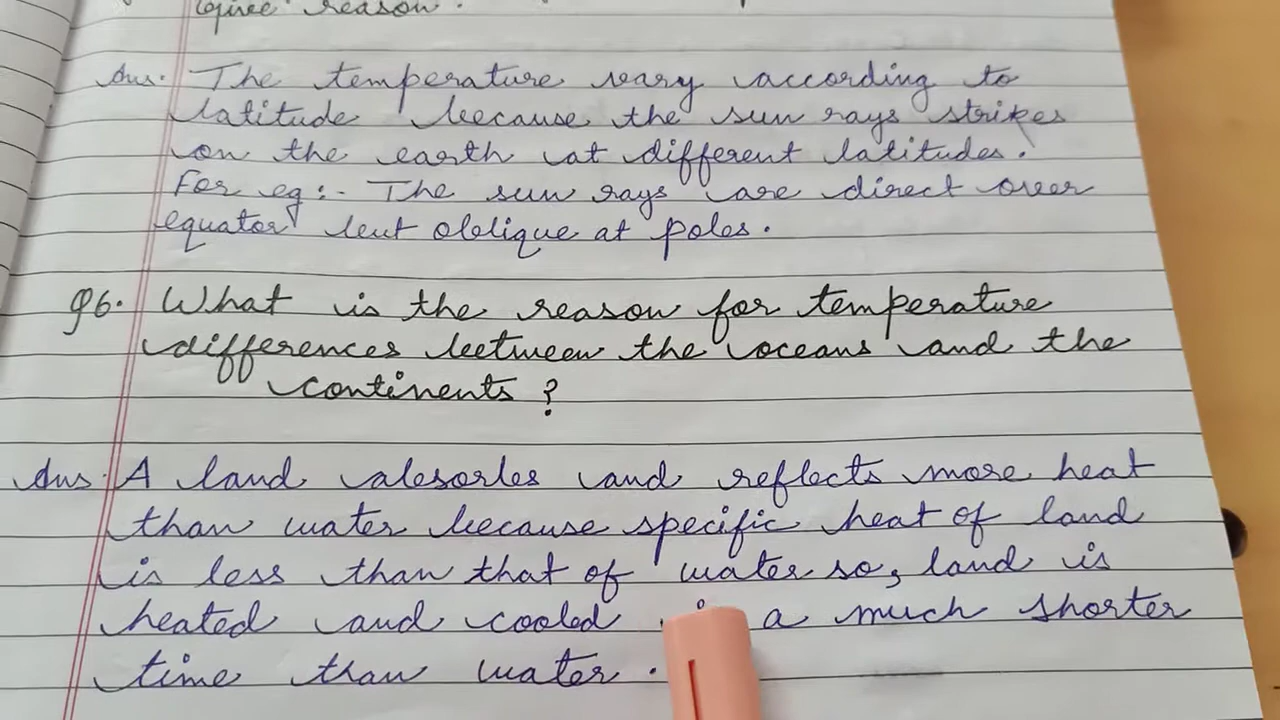 give reason.
Ans. The temperature vary according to
latitude because the sun rays strikes
on the earth at different latitudes.
For eg:- The sun rays are direct over
equator but oblique at poles.
Q6. What is the reason for temperature
differences between the oceans and the
continents?
Ans. A land absorbs and reflects more heat
than water because specific heat of land
is less than that of water so, land is
heated and cooled a much shorter
time than water.